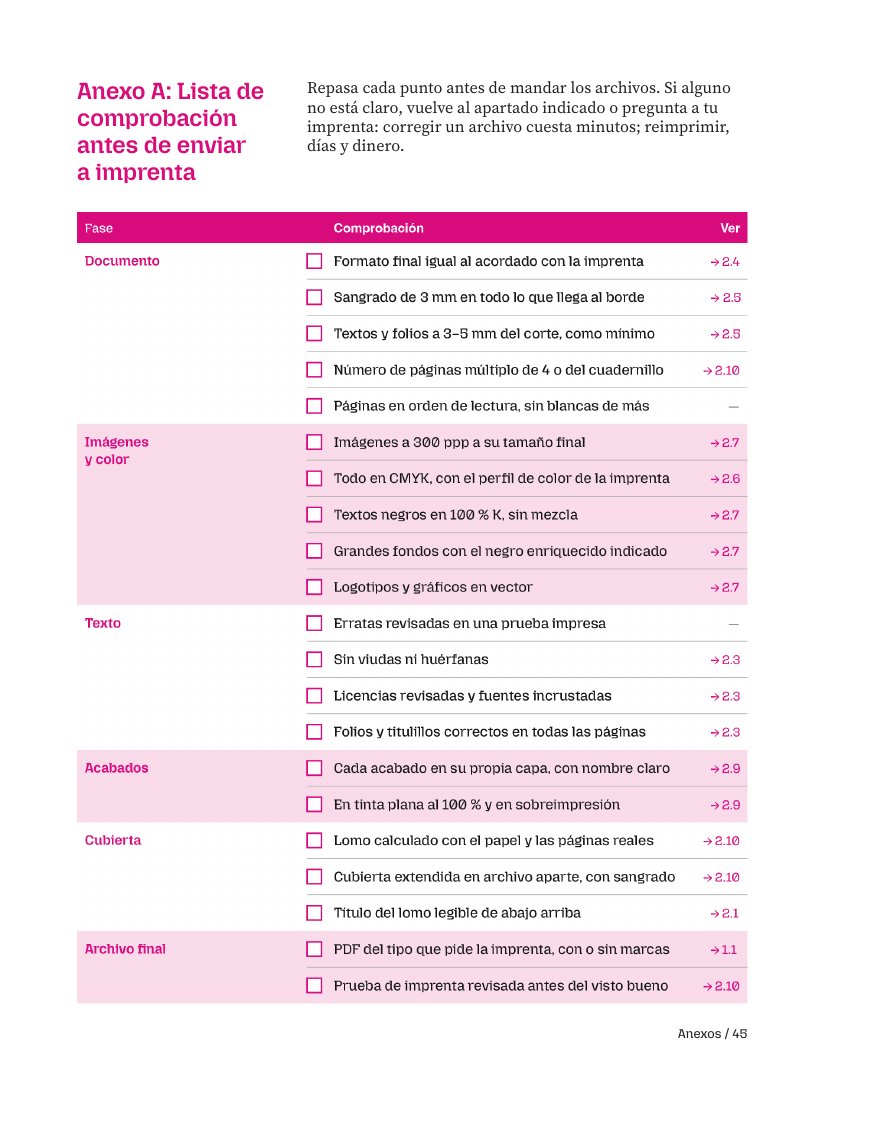 Anexo A: Lista de
comprobación
antes de enviar
a imprenta
Repasa cada punto antes de mandar los archivos. Si alguno
no está claro, vuelve al apartado indicado o pregunta a tu
imprenta: corregir un archivo cuesta minutos; reimprimir,
días y dinero.
Fase Comprobación Ver
Documento Formato final igual al acordado con la imprenta → 2.4
Sangrado de 3 mm en todo lo que llega al borde → 2.5
Textos y folios a 3–5 mm del corte, como mínimo → 2.5
Número de páginas múltiplo de 4 o del cuadernillo → 2.10
Páginas en orden de lectura, sin blancas de más —
Imágenes
y color
Imágenes a 300 ppp a su tamaño final → 2.7
Todo en CMYK, con el perfil de color de la imprenta → 2.6
Textos negros en 100 % K, sin mezcla → 2.7
Grandes fondos con el negro enriquecido indicado → 2.7
Logotipos y gráficos en vector → 2.7
Texto Erratas revisadas en una prueba impresa —
Sin viudas ni huérfanas → 2.3
Licencias revisadas y fuentes incrustadas → 2.3
Folios y titulillos correctos en todas las páginas → 2.3
Acabados Cada acabado en su propia capa, con nombre claro → 2.9
En tinta plana al 100 % y en sobreimpresión → 2.9
Cubierta Lomo calculado con el papel y las páginas reales → 2.10
Cubierta extendida en archivo aparte, con sangrado → 2.10
Título del lomo legible de abajo arriba → 2.1
Archivo final PDF del tipo que pide la imprenta, con o sin marcas → 1.1
Prueba de imprenta revisada antes del visto bueno → 2.10
Anexos / 45